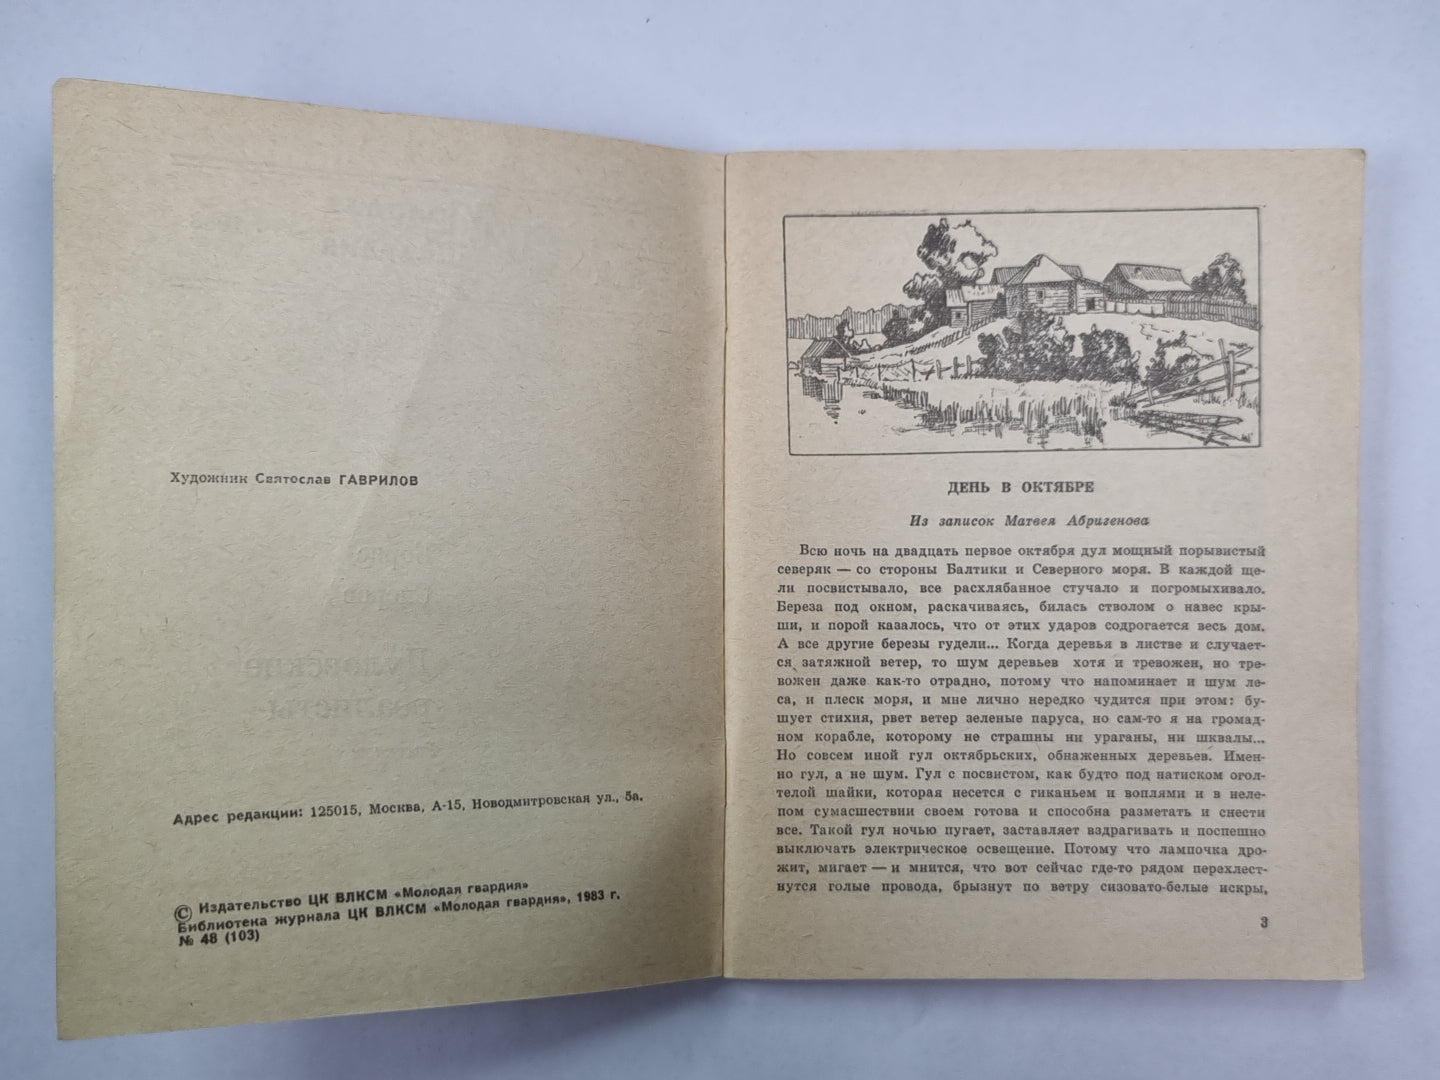 Художник Святослав ГАВРИЛОВ
Адрес редакции: 125015, Москва, А-15, Новодмитровская ул., 5а.
© Издательство ЦК ВЛКСМ «Молодая гвардия»
Библиотека журнала ЦК ВЛКСМ «Молодая гвардия», 1983 г.
№ 48 (103)
ДЕНЬ В ОКТЯБРЕ
Из записок Матвея Абригенова
Всю ночь на двадцать первое октября дул мощный порывистый
северяк — со стороны Балтики и Северного моря. В каждой ще-
ли посвистывало, все расхлябанное стучало и погромыхивало.
Береза под окном, раскачиваясь, билась стволом о навес кры-
ши, и порой казалось, что от этих ударов содрогается весь дом.
А все другие березы гудели... Когда деревья в листве и случает-
ся затяжной ветер, то шум деревьев хотя и тревожен, но тре-
вожен даже как-то отрадно, потому что напоминает и шум ле-
са, и плеск моря, и мне лично нередко чудится при этом: бу-
шует стихия, рвет ветер зеленые паруса, но сам-то я на громад-
ном корабле, которому не страшны ни ураганы, ни шквалы...
Но совсем иной гул октябрьских, обнаженных деревьев. Имен-
но гул, а не шум. Гул с посвистом, как будто под натиском огол-
телой шайки, которая несется с гиканьем и воплями и в неле-
пом сумасшествии своем готова и способна разметать и снести
все. Такой гул ночью пугает, заставляет вздрагивать и поспешно
выключать электрическое освещение. Потому что лампочка дро-
жит, мигает — и мнится, что вот сейчас где-то рядом перехлест-
нутся голые провода, брызнут по ветру сизовато-белые искры,
3